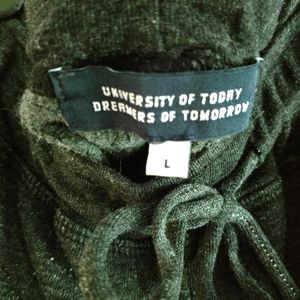 UNIVERSITY OF TODAY
DREAMERS OF TOMORROW
L